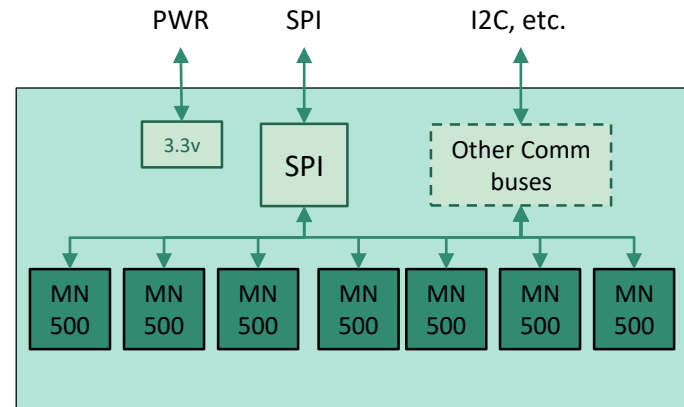 PWR
SPI
I2C, etc.
3.3v
SPI
Other Comm
buses
MN
500
MN
500
MN
500
MN
500
MN
500
MN
500
MN
500